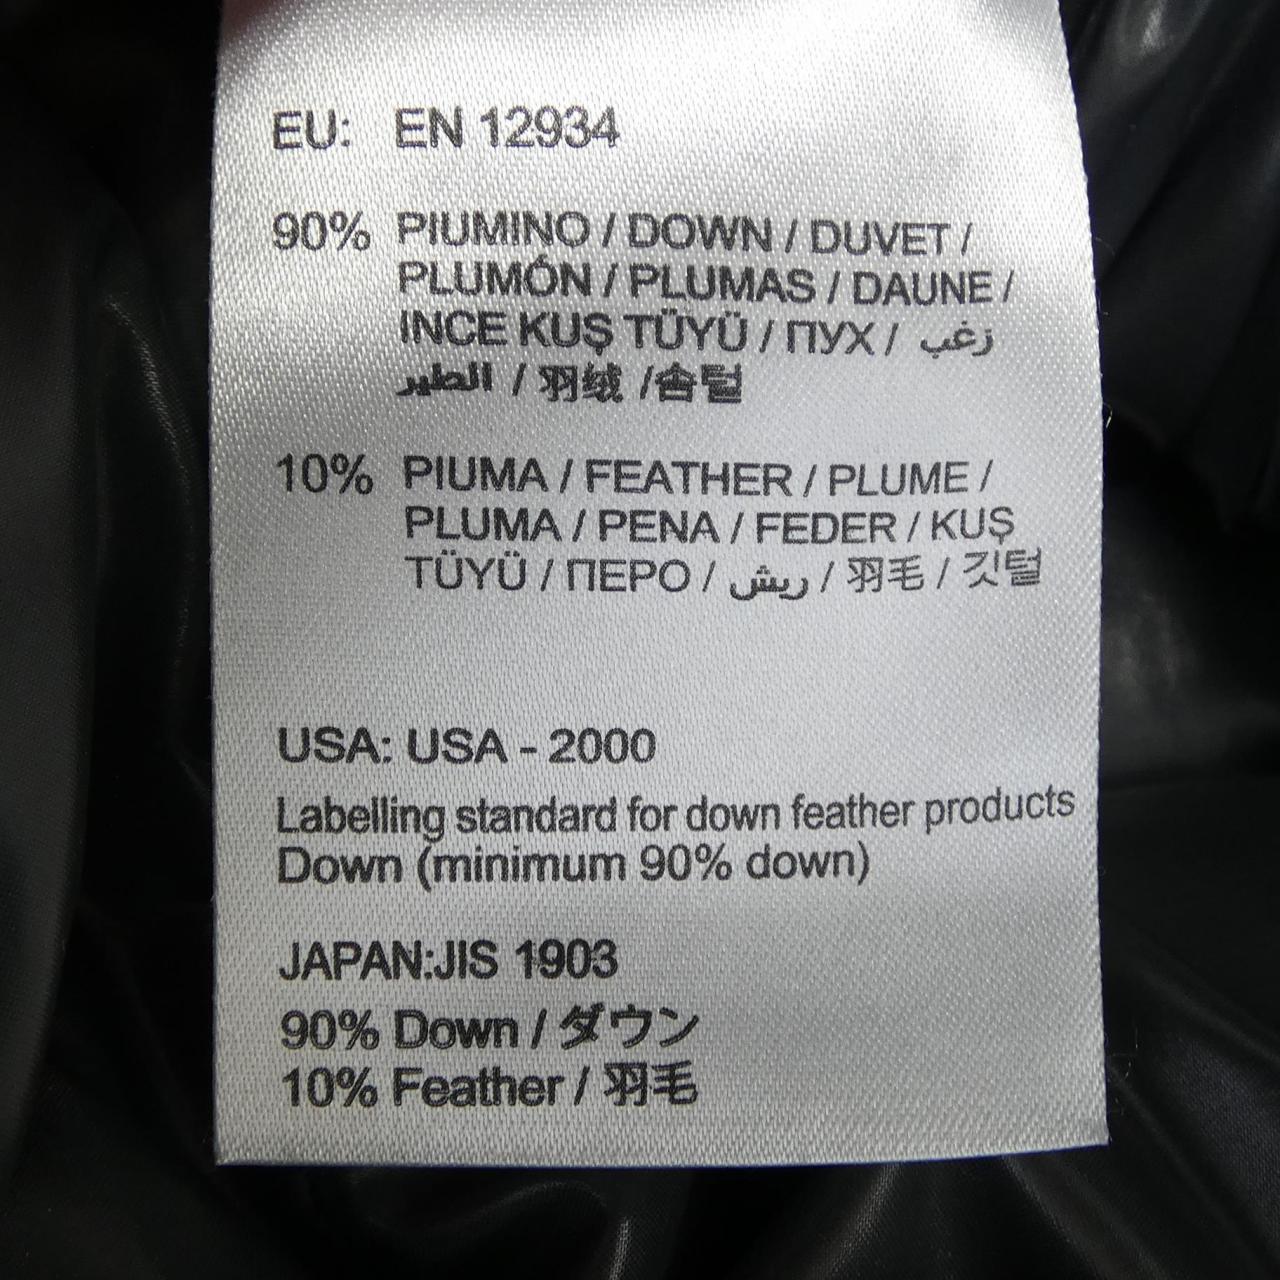 EU: EN 12934
90% PIUMINO / DOWN / DUVET /
PLUMÓN / PLUMAS / DAUNE /
INCE KUŞ TÜYÜ / ПУХ / زغب
الطير / 羽绒 /솜털
10% PIUMA / FEATHER / PLUME /
PLUMA / PENA / FEDER / KUŞ
TÜYÜ / ПЕРО / ريش / 羽毛 / 깃털
USA: USA - 2000
Labelling standard for down feather products
Down (minimum 90% down)
JAPAN:JIS 1903
90% Down / ダウン
10% Feather / 羽毛